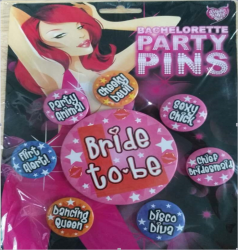 BACHELORETTE
PARTY
PINS
cheeky
devil
Party
animal
Sexy
chick
Flirt
alert!
Bride
to-be
chief
Bridesmaid
Dancing
Queen
Disco
Diva